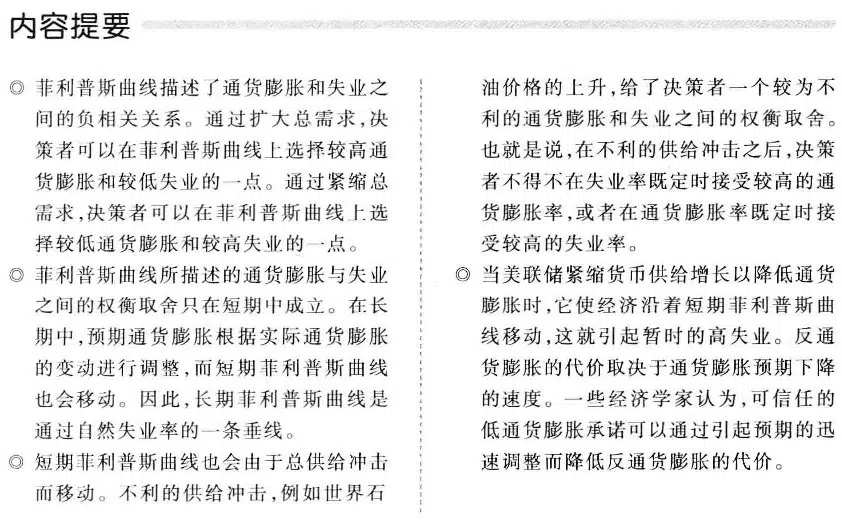 内容提要
◎ 菲利普斯曲线描述了通货膨胀和失业之
间的负相关关系。通过扩大总需求,决
策者可以在菲利普斯曲线上选择较高通
货膨胀和较低失业的一点。通过紧缩总
需求,决策者可以在菲利普斯曲线上选
择较低通货膨胀和较高失业的一点。
◎ 菲利普斯曲线所描述的通货膨胀与失业
之间的权衡取舍只在短期中成立。在长
期中,预期通货膨胀根据实际通货膨胀
的变动进行调整,而短期菲利普斯曲线
也会移动。因此,长期菲利普斯曲线是
通过自然失业率的一条垂线。
◎ 短期菲利普斯曲线也会由于总供给冲击
而移动。不利的供给冲击,例如世界石
油价格的上升,给了决策者一个较为不
利的通货膨胀和失业之间的权衡取舍。
也就是说,在不利的供给冲击之后,决策
者不得不在失业率既定时接受较高的通
货膨胀率,或者在通货膨胀率既定时接
受较高的失业率。
◎ 当美联储紧缩货币供给增长以降低通货
膨胀时,它使经济沿着短期菲利普斯曲
线移动,这就引起暂时的高失业。反通
货膨胀的代价取决于通货膨胀预期下降
的速度。一些经济学家认为,可信任的
低通货膨胀承诺可以通过引起预期的迅
速调整而降低反通货膨胀的代价。